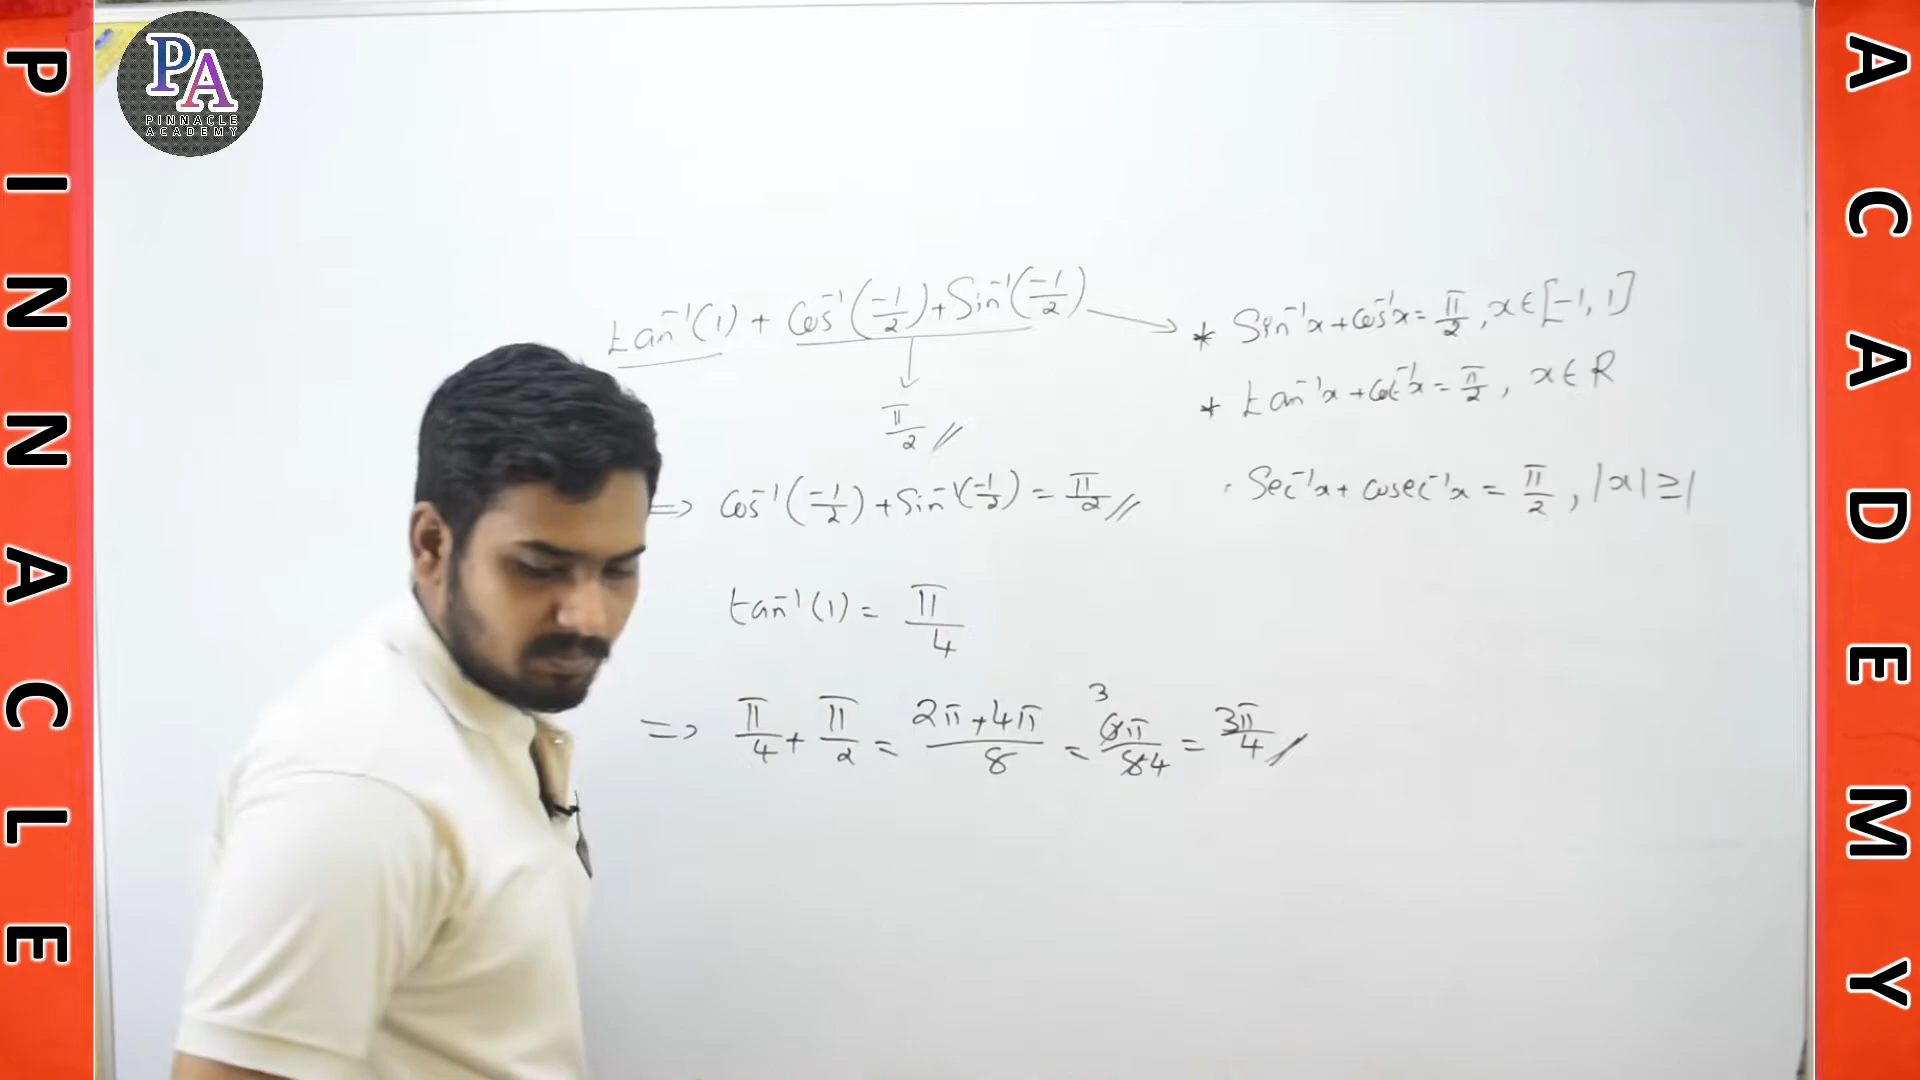 PINNACLE
PA
PINNACLE
ACADEMY
tan⁻¹(1) + Cos⁻¹(-1/2) + Sin⁻¹(-1/2)
π/2 //
=> Cos⁻¹(-1/2) + Sin⁻¹(-1/2) = π/2 //
tan⁻¹(1) = π/4
=> π/4 + π/2 = 2π+4π/8 = 6π/8 3 4 = 3π/4 /
* Sin⁻¹x + Cos⁻¹x = π/2, x ∈ [-1, 1]
* tan⁻¹x + Cot⁻¹x = π/2, x ∈ R
· Sec⁻¹x + Cosec⁻¹x = π/2, |x| ≥ 1
ACADEMY